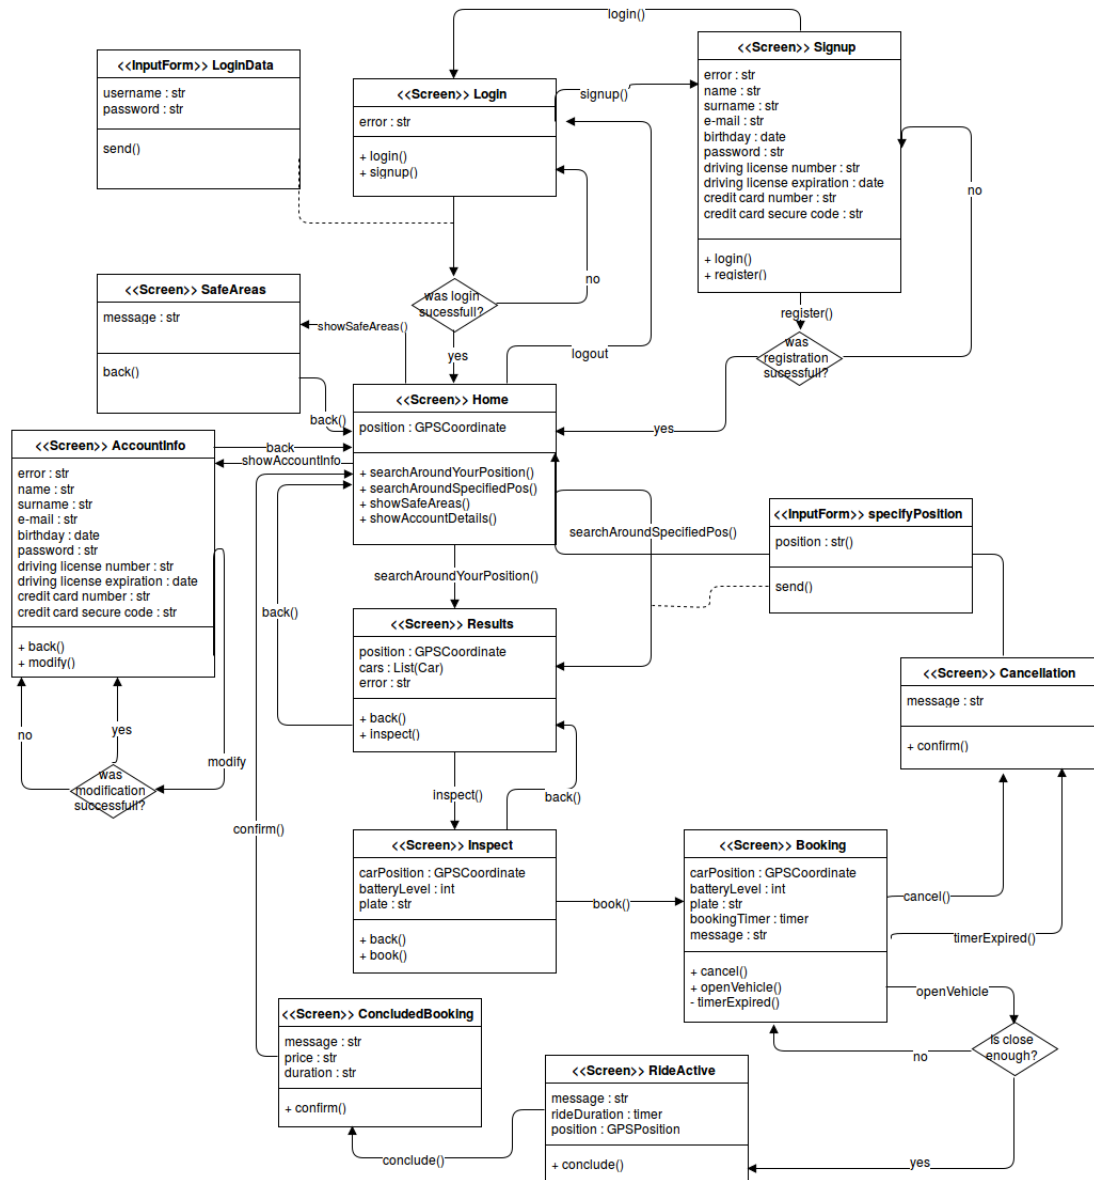 login()
<<Screen>> Signup
error : str
name : str
surname : str
e-mail : str
birthday : date
password : str
driving license number : str
driving license expiration : date
credit card number : str
credit card secure code : str
+ login()
+ register()
<<InputForm>> LoginData
username : str
password : str
send()
<<Screen>> Login
error : str
+ login()
+ signup()
signup()
no
no
was login
sucessfull?
yes
logout
register()
was
registration
sucessfull?
yes
<<Screen>> SafeAreas
message : str
back()
showSafeAreas()
back()
<<Screen>> Home
position : GPSCoordinate
+ searchAroundYourPosition()
+ searchAroundSpecifiedPos()
+ showSafeAreas()
+ showAccountDetails()
back
showAccountInfo
<<Screen>> AccountInfo
error : str
name : str
surname : str
e-mail : str
birthday : date
password : str
driving license number : str
driving license expiration : date
credit card number : str
credit card secure code : str
+ back()
+ modify()
no
yes
modify
was
modification
successfull?
searchAroundSpecifiedPos()
<<InputForm>> specifyPosition
position : str()
send()
searchAroundYourPosition()
back()
<<Screen>> Results
position : GPSCoordinate
cars : List(Car)
error : str
+ back()
+ inspect()
<<Screen>> Cancellation
message : str
+ confirm()
inspect()
back()
confirm()
<<Screen>> Inspect
carPosition : GPSCoordinate
batteryLevel : int
plate : str
+ back()
+ book()
book()
<<Screen>> Booking
carPosition : GPSCoordinate
batteryLevel : int
plate : str
bookingTimer : timer
message : str
+ cancel()
+ openVehicle()
- timerExpired()
cancel()
timerExpired()
openVehicle
Is close
enough?
no
yes
<<Screen>> ConcludedBooking
message : str
price : str
duration : str
+ confirm()
<<Screen>> RideActive
message : str
rideDuration : timer
position : GPSPosition
+ conclude()
conclude()